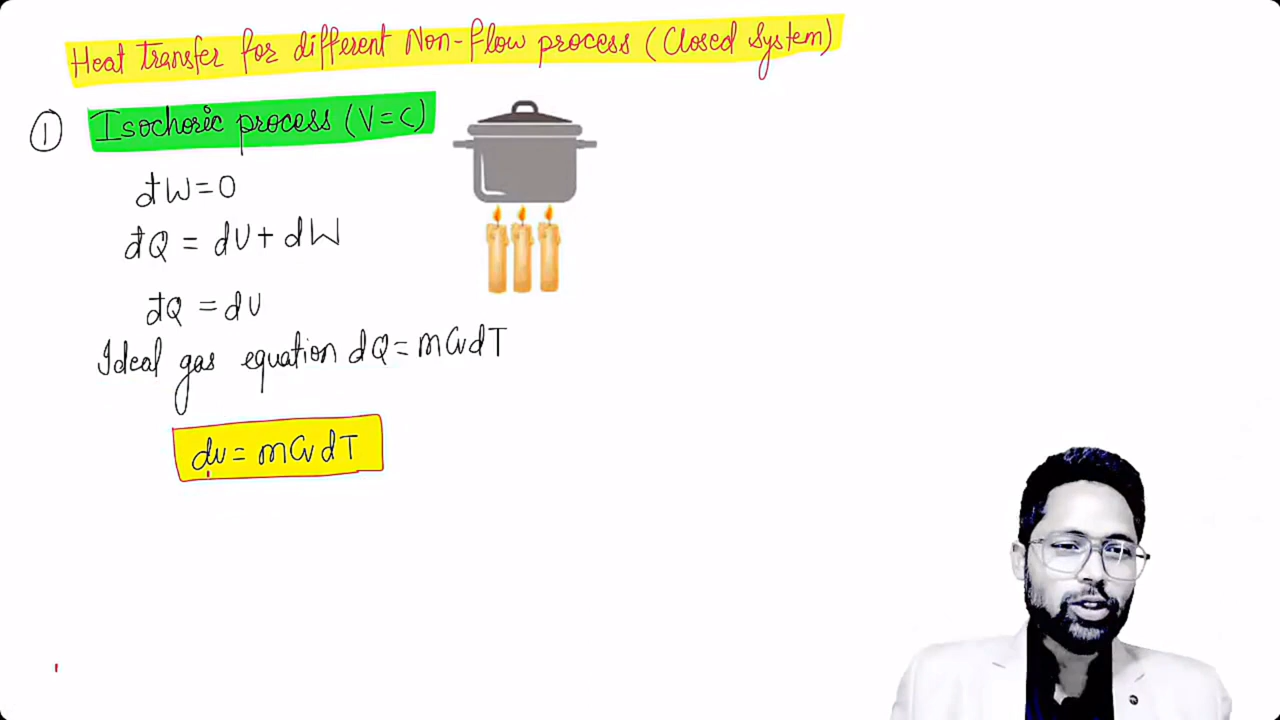 Heat transfer for different Non-flow process (Closed System)
① Isochoric process (V=C)
đW=0
đQ = dU + dW
đQ = dU
Ideal gas equation dQ = mCvdT
du = mCvdT